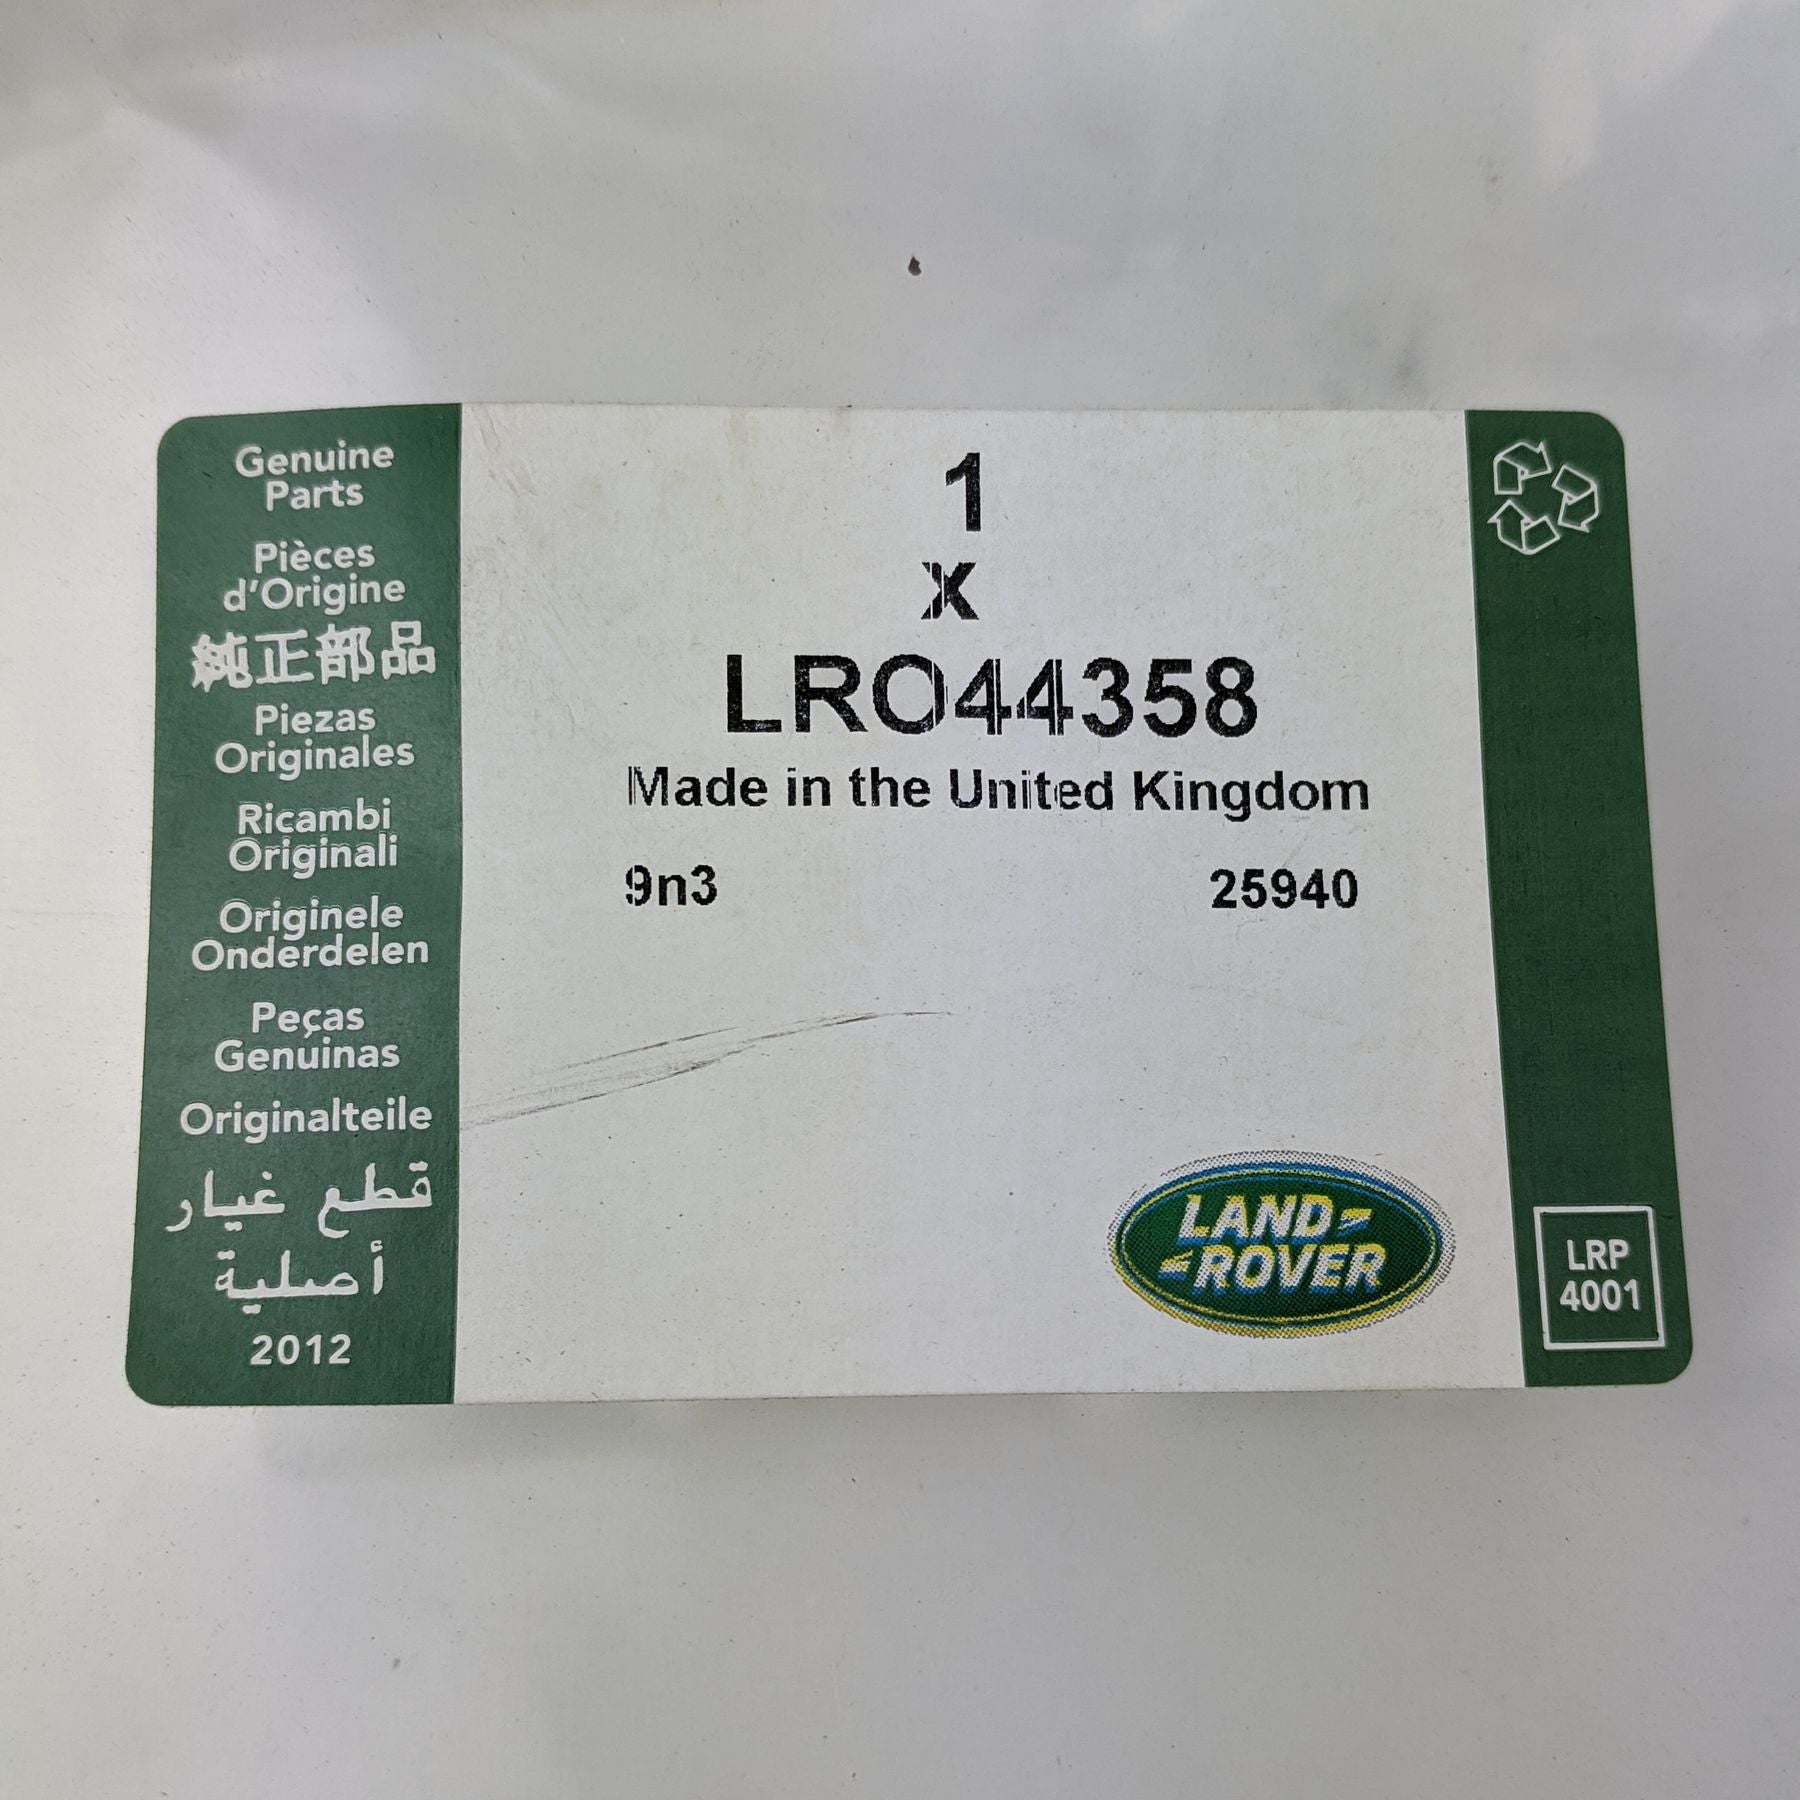 Genuine
Parts
Pièces
d'Origine
純正部品
Piezas
Originales
Ricambi
Originali
Originele
Onderdelen
Peças
Genuinas
Originalteile
قطع غيار
أصلية
2012
1
x
LR044358
Made in the United Kingdom
9n3 25940
LAND
ROVER
LRP
4001